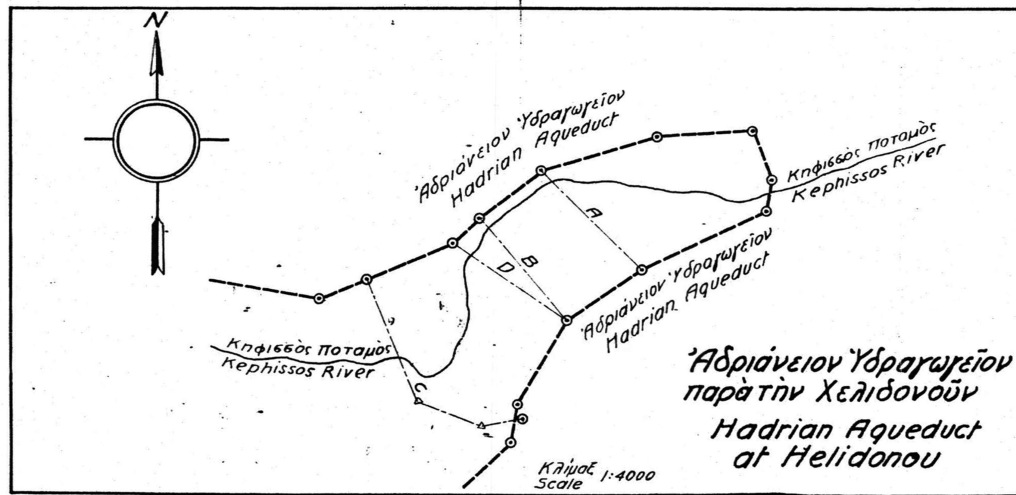 N
Ἀδριάνειον Ὑδραγωγεῖον
Hadrian Aqueduct
Κηφισσὸς Ποταμὸς
Kephissos River
A
B
D
Ἀδριάνειον Ὑδραγωγεῖον
Hadrian Aqueduct
Κηφισσὸς Ποταμὸς
Kephissos River
C
Ἀδριάνειον Ὑδραγωγεῖον
παρὰ τὴν Χελιδονοῦν
Hadrian Aqueduct
at Helidonou
Κλίμαξ
Scale 1:4000